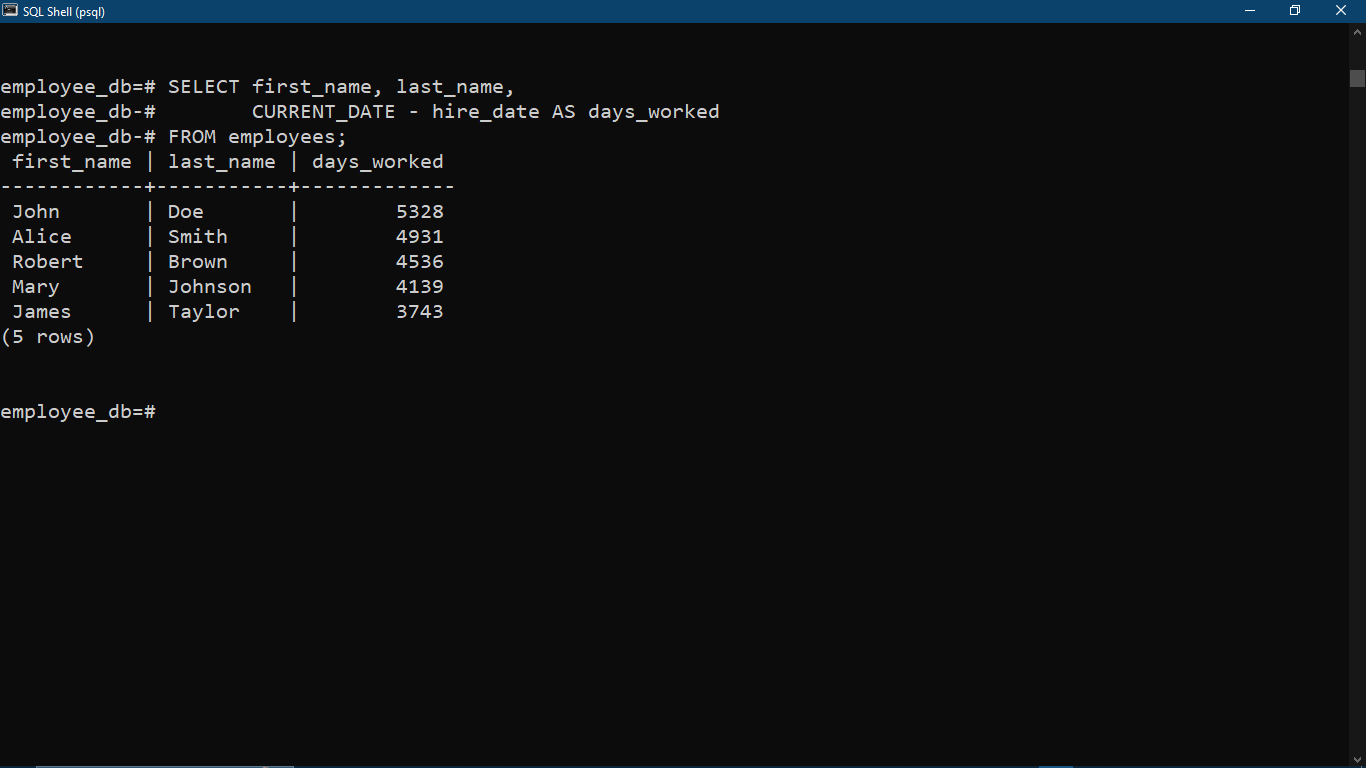 SQL Shell (psql)
employee_db=# SELECT first_name, last_name,
employee_db-#        CURRENT_DATE - hire_date AS days_worked
employee_db-# FROM employees;
 first_name | last_name | days_worked
------------+-----------+-------------
 John       | Doe       |        5328
 Alice      | Smith     |        4931
 Robert     | Brown     |        4536
 Mary       | Johnson   |        4139
 James      | Taylor    |        3743
(5 rows)
employee_db=#